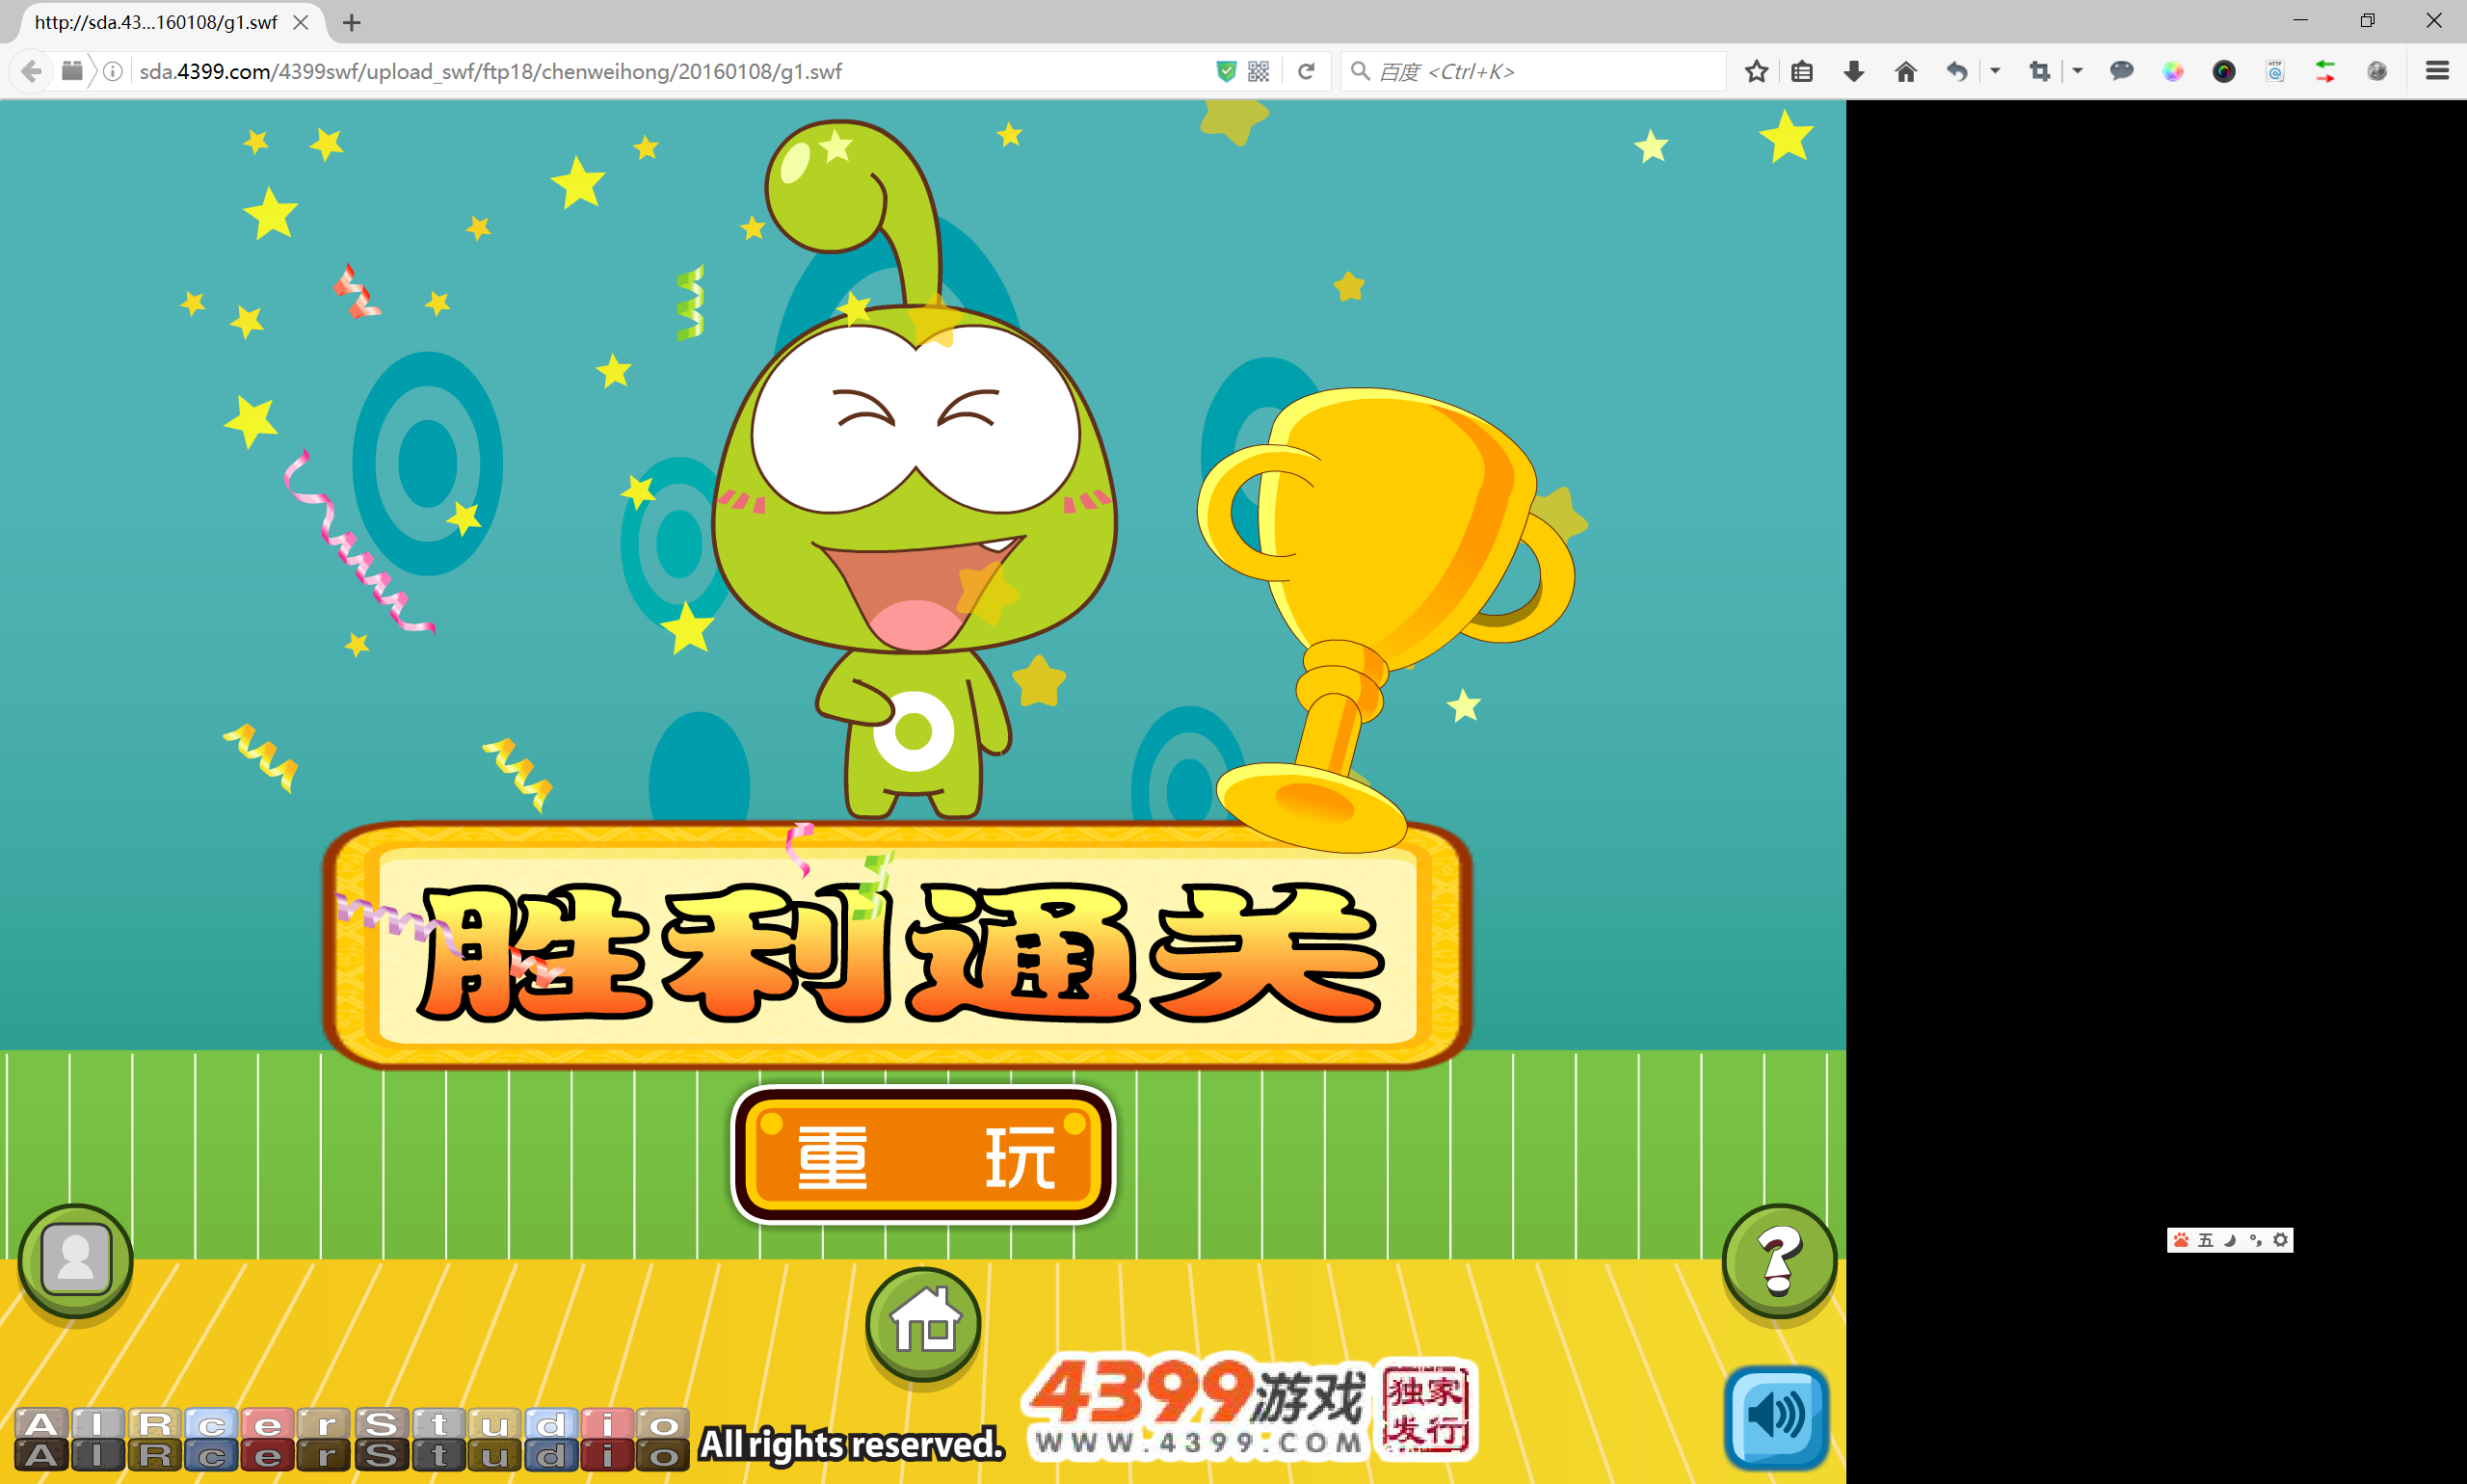 http://sda.43...160108/g1.swf
sda.4399.com/4399swf/upload_swf/ftp18/chenweihong/20160108/g1.swf
百度 <Ctrl+K>
胜利通关
重 玩
五
4399游戏
独家
发行
WWW.4399.COM
AIRcerStudio
AIRcerStudio
All rights reserved.